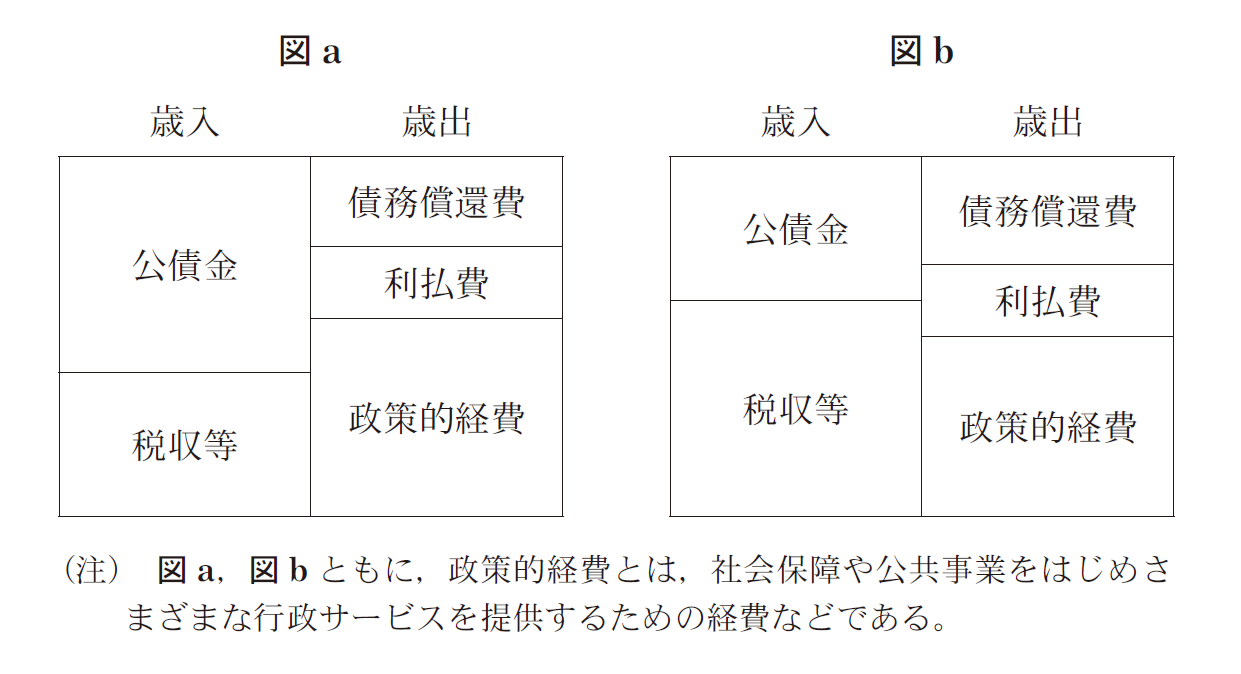 図 a
歳入 歳出
公債金
税収等
債務償還費
利払費
政策的経費
図 b
歳入 歳出
公債金
税収等
債務償還費
利払費
政策的経費
（注） 図 a，図 b ともに，政策的経費とは，社会保障や公共事業をはじめさ
まざまな行政サービスを提供するための経費などである。